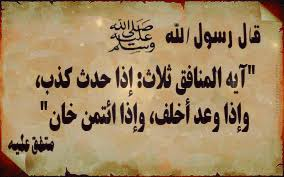 قال رسول الله ﷺ
"آيه المنافق ثلاث: إذا حدث كذب،
وإذا وعد أخلف، وإذا ائتمن خان"
متفق عليه